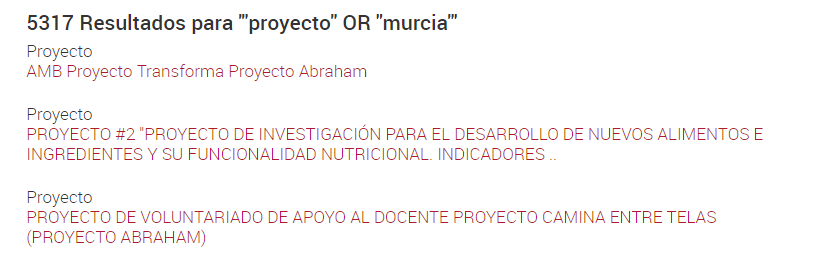 5317 Resultados para "'proyecto" OR "murcia'"
Proyecto
AMB Proyecto Transforma Proyecto Abraham
Proyecto
PROYECTO #2 "PROYECTO DE INVESTIGACIÓN PARA EL DESARROLLO DE NUEVOS ALIMENTOS E
INGREDIENTES Y SU FUNCIONALIDAD NUTRICIONAL. INDICADORES ..
Proyecto
PROYECTO DE VOLUNTARIADO DE APOYO AL DOCENTE PROYECTO CAMINA ENTRE TELAS
(PROYECTO ABRAHAM)